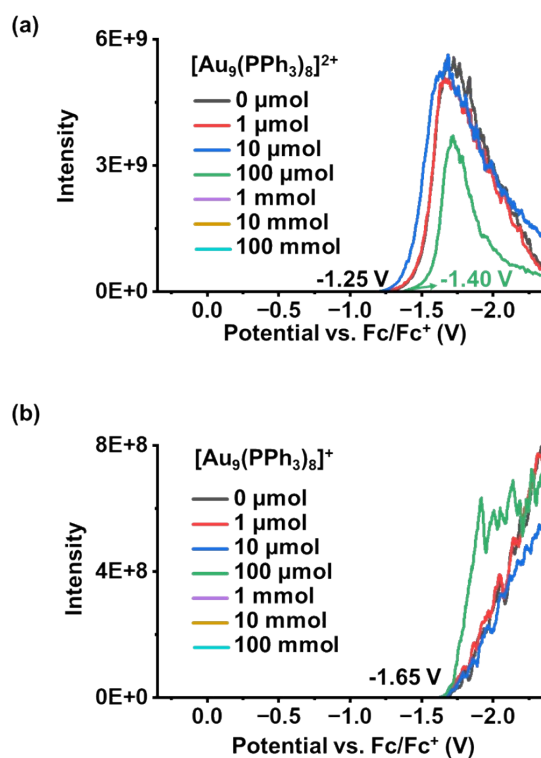 (a)
[Au₉(PPh₃)₈]²⁺
0 μmol
1 μmol
10 μmol
100 μmol
1 mmol
10 mmol
100 mmol
6E+9
3E+9
0E+0
Intensity
-1.25 V
-1.40 V
0.0 −0.5 −1.0 −1.5 −2.0
Potential vs. Fc/Fc⁺ (V)
(b)
[Au₉(PPh₃)₈]⁺
0 μmol
1 μmol
10 μmol
100 μmol
1 mmol
10 mmol
100 mmol
8E+8
4E+8
0E+0
Intensity
-1.65 V
0.0 −0.5 −1.0 −1.5 −2.0
Potential vs. Fc/Fc⁺ (V)